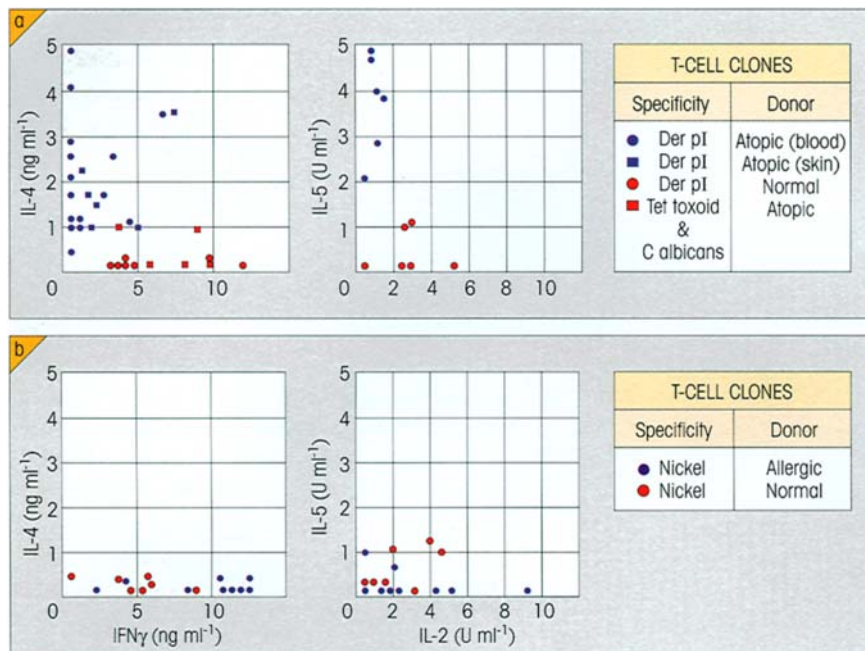 a
5
4
3
2
1
0
IL-4 (ng ml⁻¹)
5 10
5
4
3
2
1
0
IL-5 (U ml⁻¹)
2 4 6 8 10
T-CELL CLONES
Specificity Donor
Der pI Atopic (blood)
Der pI Atopic (skin)
Der pI Normal
Tet toxoid Atopic
&
C albicans
b
5
4
3
2
1
0
IL-4 (ng ml⁻¹)
5 10
IFNγ (ng ml⁻¹)
5
4
3
2
1
0
IL-5 (U ml⁻¹)
2 4 6 8 10
IL-2 (U ml⁻¹)
T-CELL CLONES
Specificity Donor
Nickel Allergic
Nickel Normal